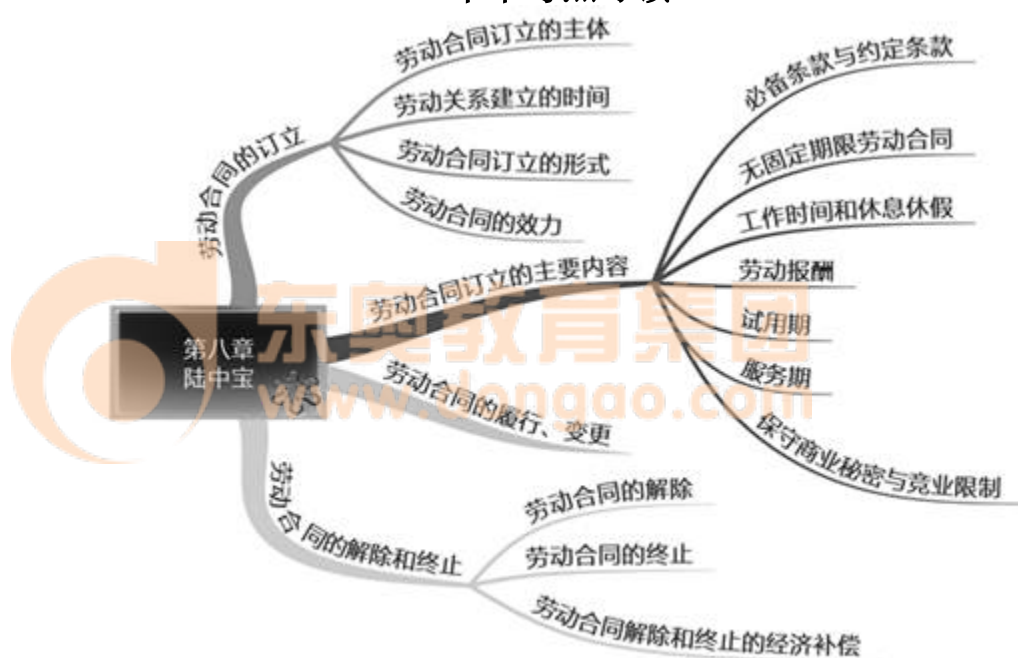 劳动合同的订立
劳动合同订立的主体
劳动关系建立的时间
劳动合同订立的形式
劳动合同的效力
劳动合同订立的主要内容
必备条款与约定条款
无固定期限劳动合同
工作时间和休息休假
劳动报酬
试用期
服务期
保守商业秘密与竞业限制
第八章
陆中宝
东奥教育集团
www.dongao.com
劳动合同的履行、变更
劳动合同的解除和终止
劳动合同的解除
劳动合同的终止
劳动合同解除和终止的经济补偿